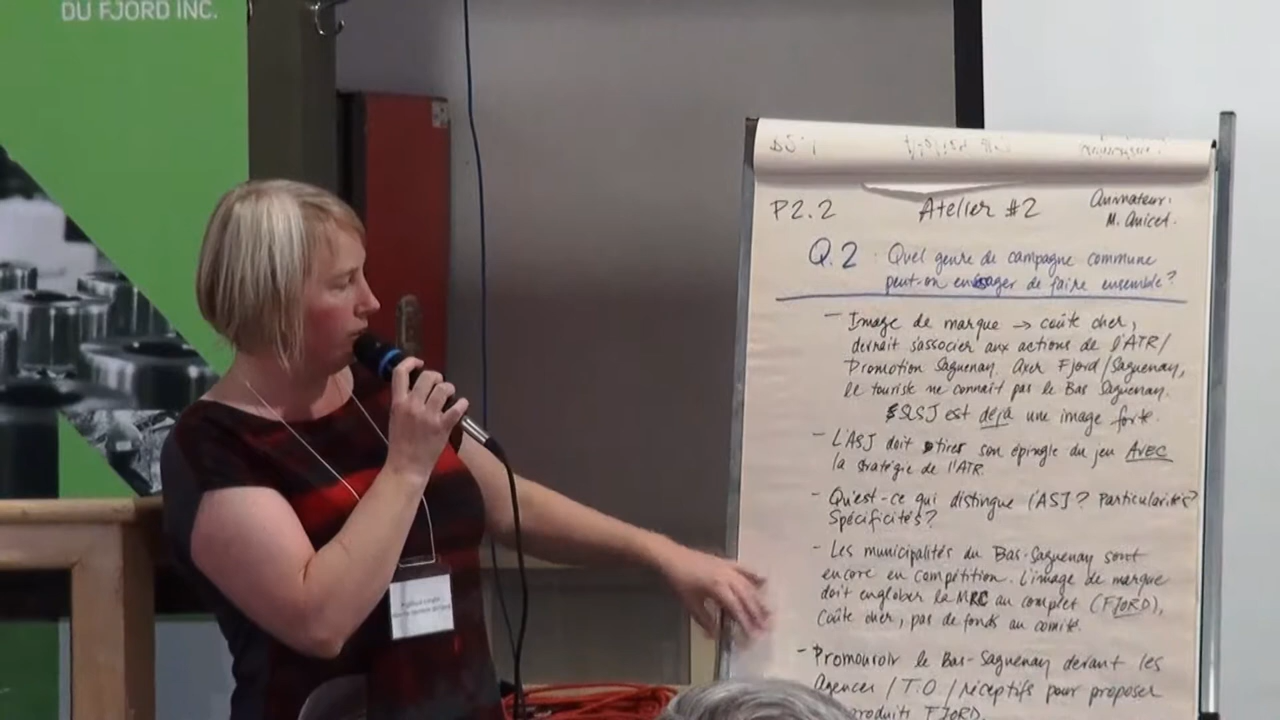 DU FJORD INC.
P2.2 Atelier #2 Animateur:
M. Anicet.
Q.2 Quel genre de campagne commune
peut-on envisager de faire ensemble?
- Image de marque → coûte cher,
devrait s'associer aux actions de l'ATR/
Promotion Saguenay. Axer Fjord/Saguenay,
le touriste ne connaît pas le Bas Saguenay.
SLSJ est déjà une image forte.
- L'ASJ doit tirer son épingle du jeu AVEC
la stratégie de l'ATR
- Qu'est-ce qui distingue l'ASJ? Particularités?
Spécificités?
- Les municipalités du Bas-Saguenay sont
encore en compétition. L'image de marque
doit englober la MRC au complet (FJORD),
coûte cher, pas de fonds au comité.
- Promouvoir le Bas-Saguenay devant les
Agences / T.O. / réceptifs pour proposer
produits FJORD.